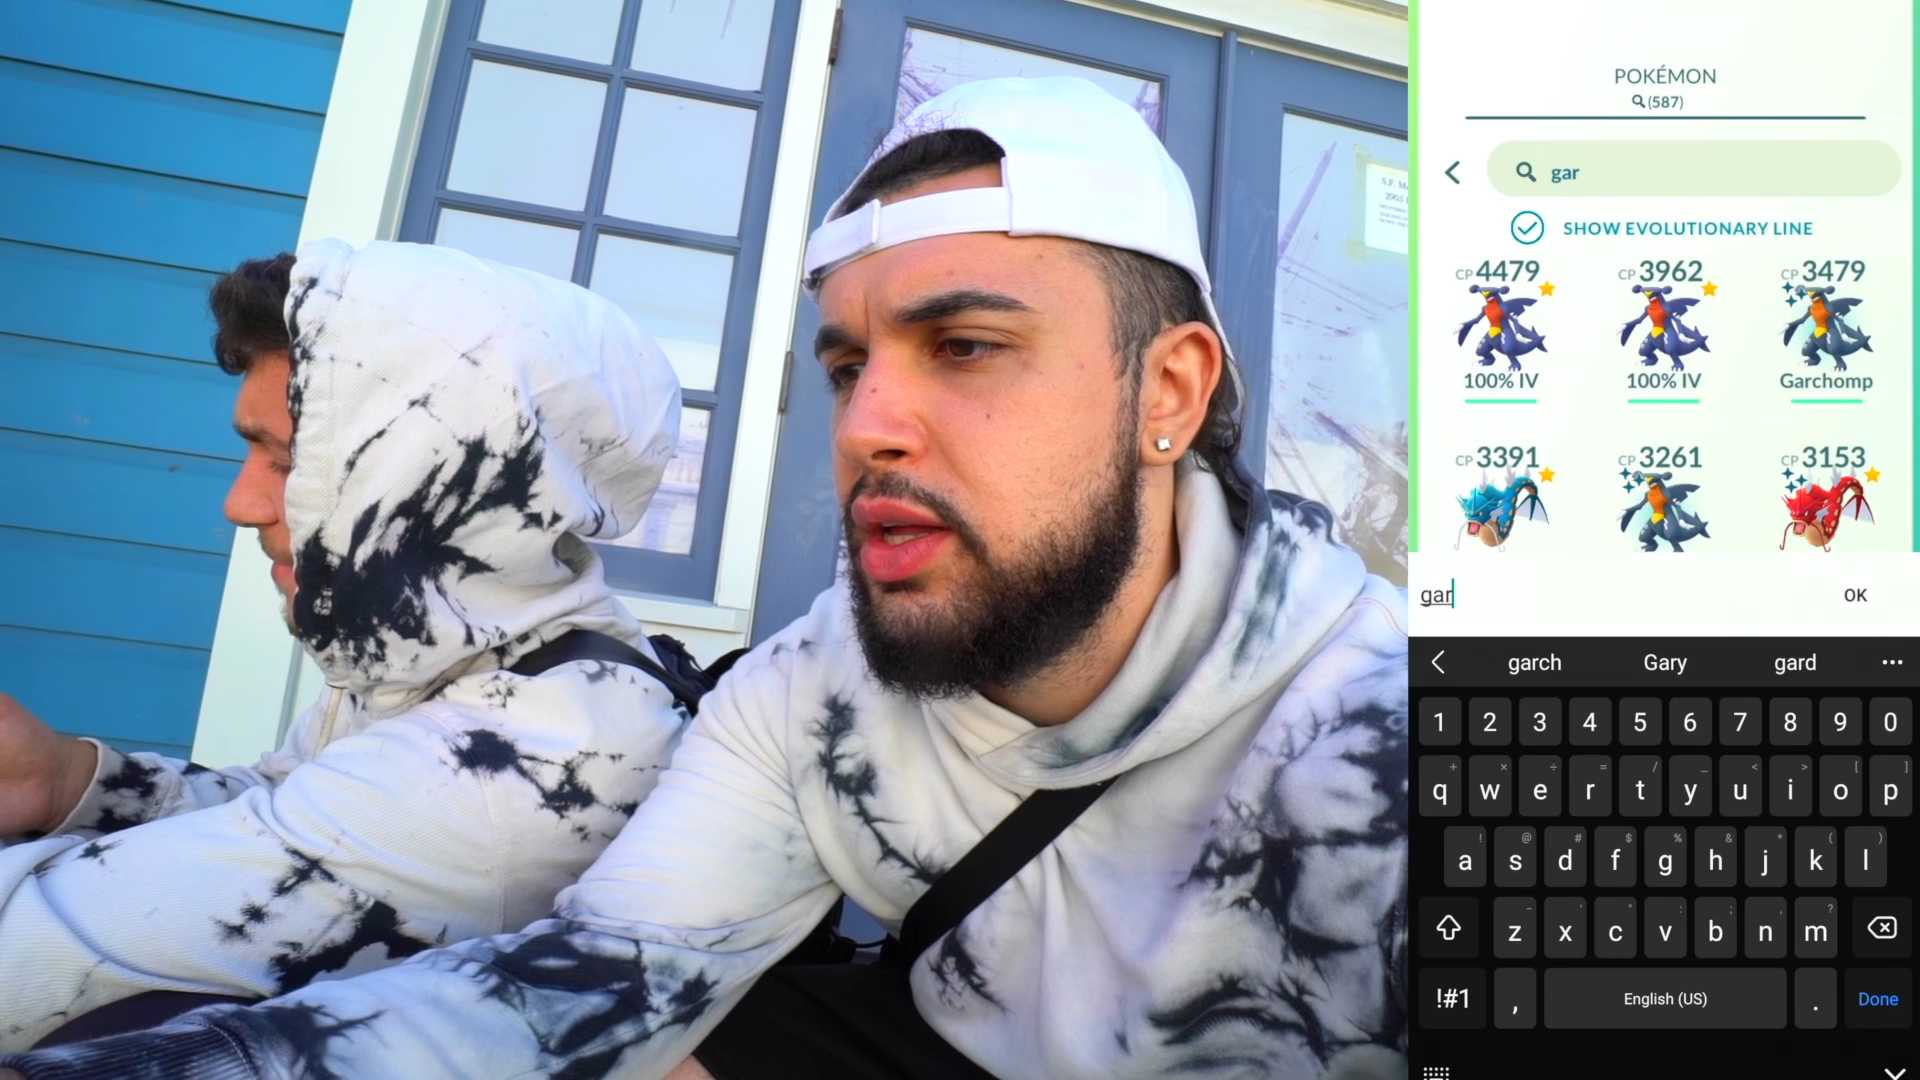 S.F. MA
POKÉMON
(587)
gar
SHOW EVOLUTIONARY LINE
CP4479 CP3962 CP3479
100% IV 100% IV Garchomp
CP3391 CP3261 CP3153
gar OK
garch Gary gard ...
1 2 3 4 5 6 7 8 9 0
+ × ÷ = / _ < > [ ]
q w e r t y u i o p
! @ # $ % & * ( )
a s d f g h j k l
- ' " : ; , ?
z x c v b n m
!#1 , English (US) . Done